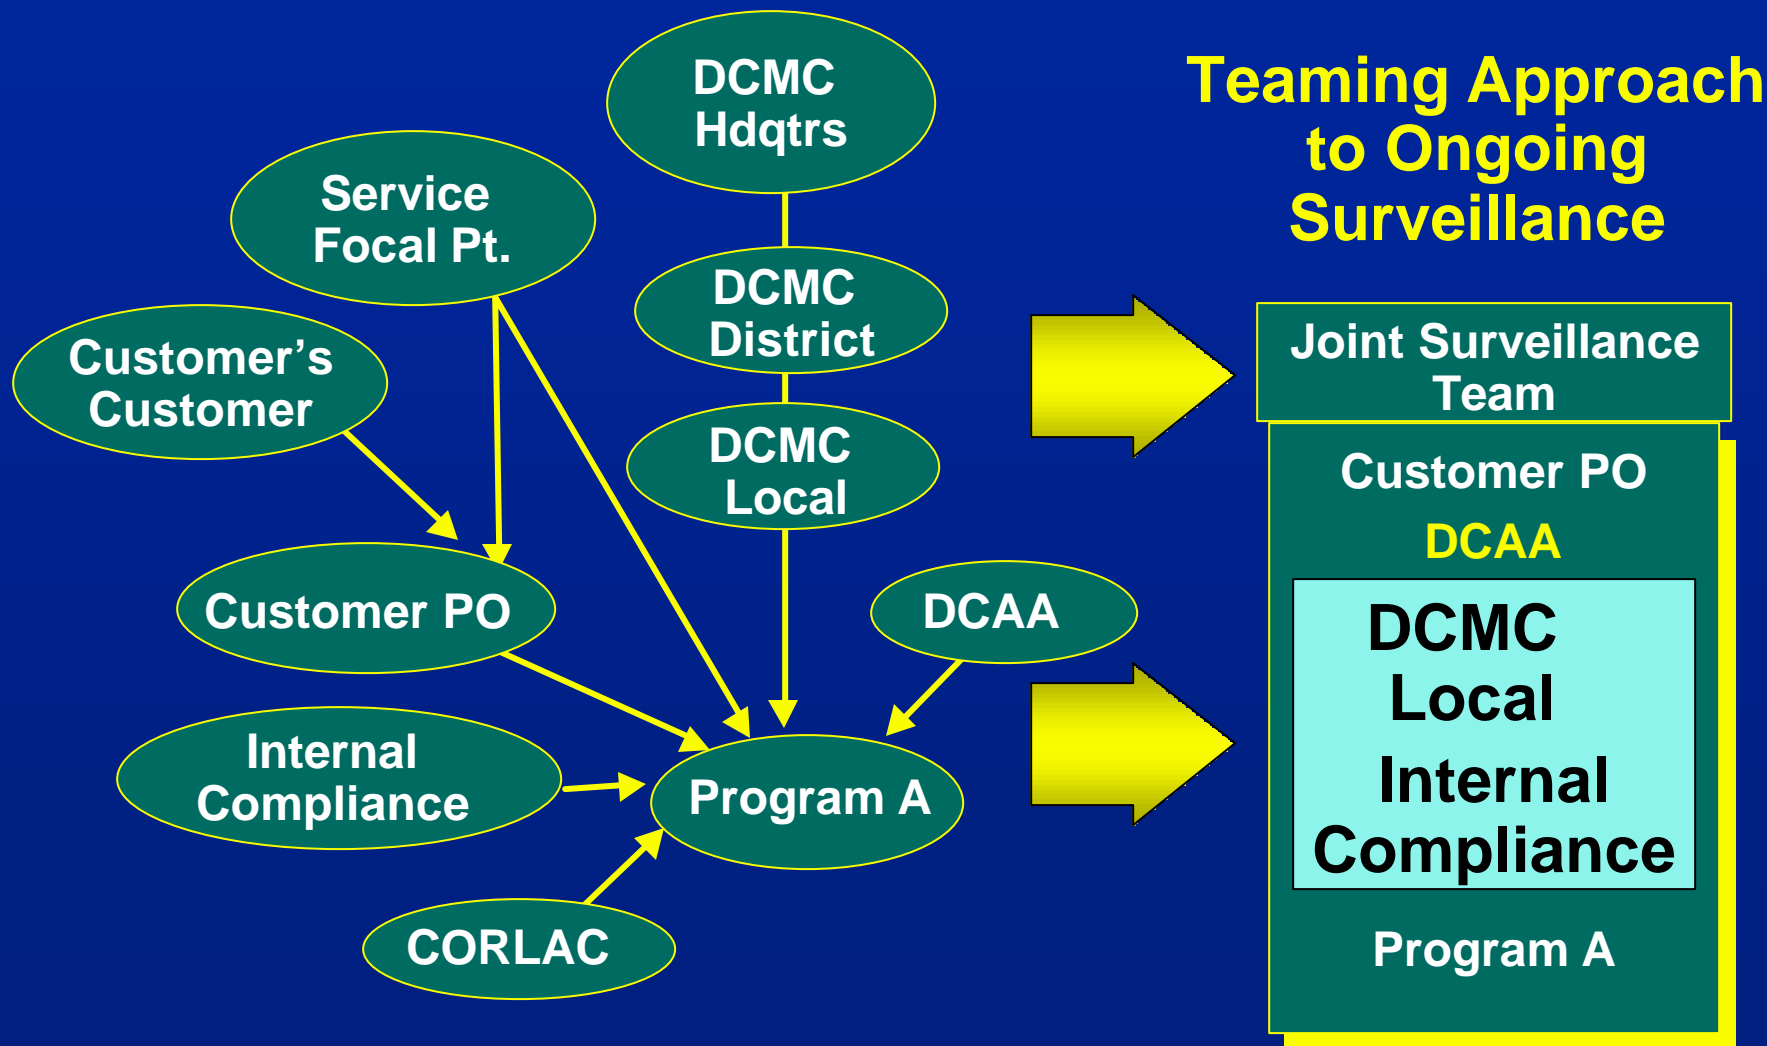 DCMC
Hdqtrs
Teaming Approach
to Ongoing
Surveillance
Service
Focal Pt.
DCMC
District
Customer’s
Customer
DCMC
Local
Customer PO
DCAA
Internal
Compliance
Program A
CORLAC
Joint Surveillance
Team
Customer PO
DCAA
DCMC
Local
Internal
Compliance
Program A